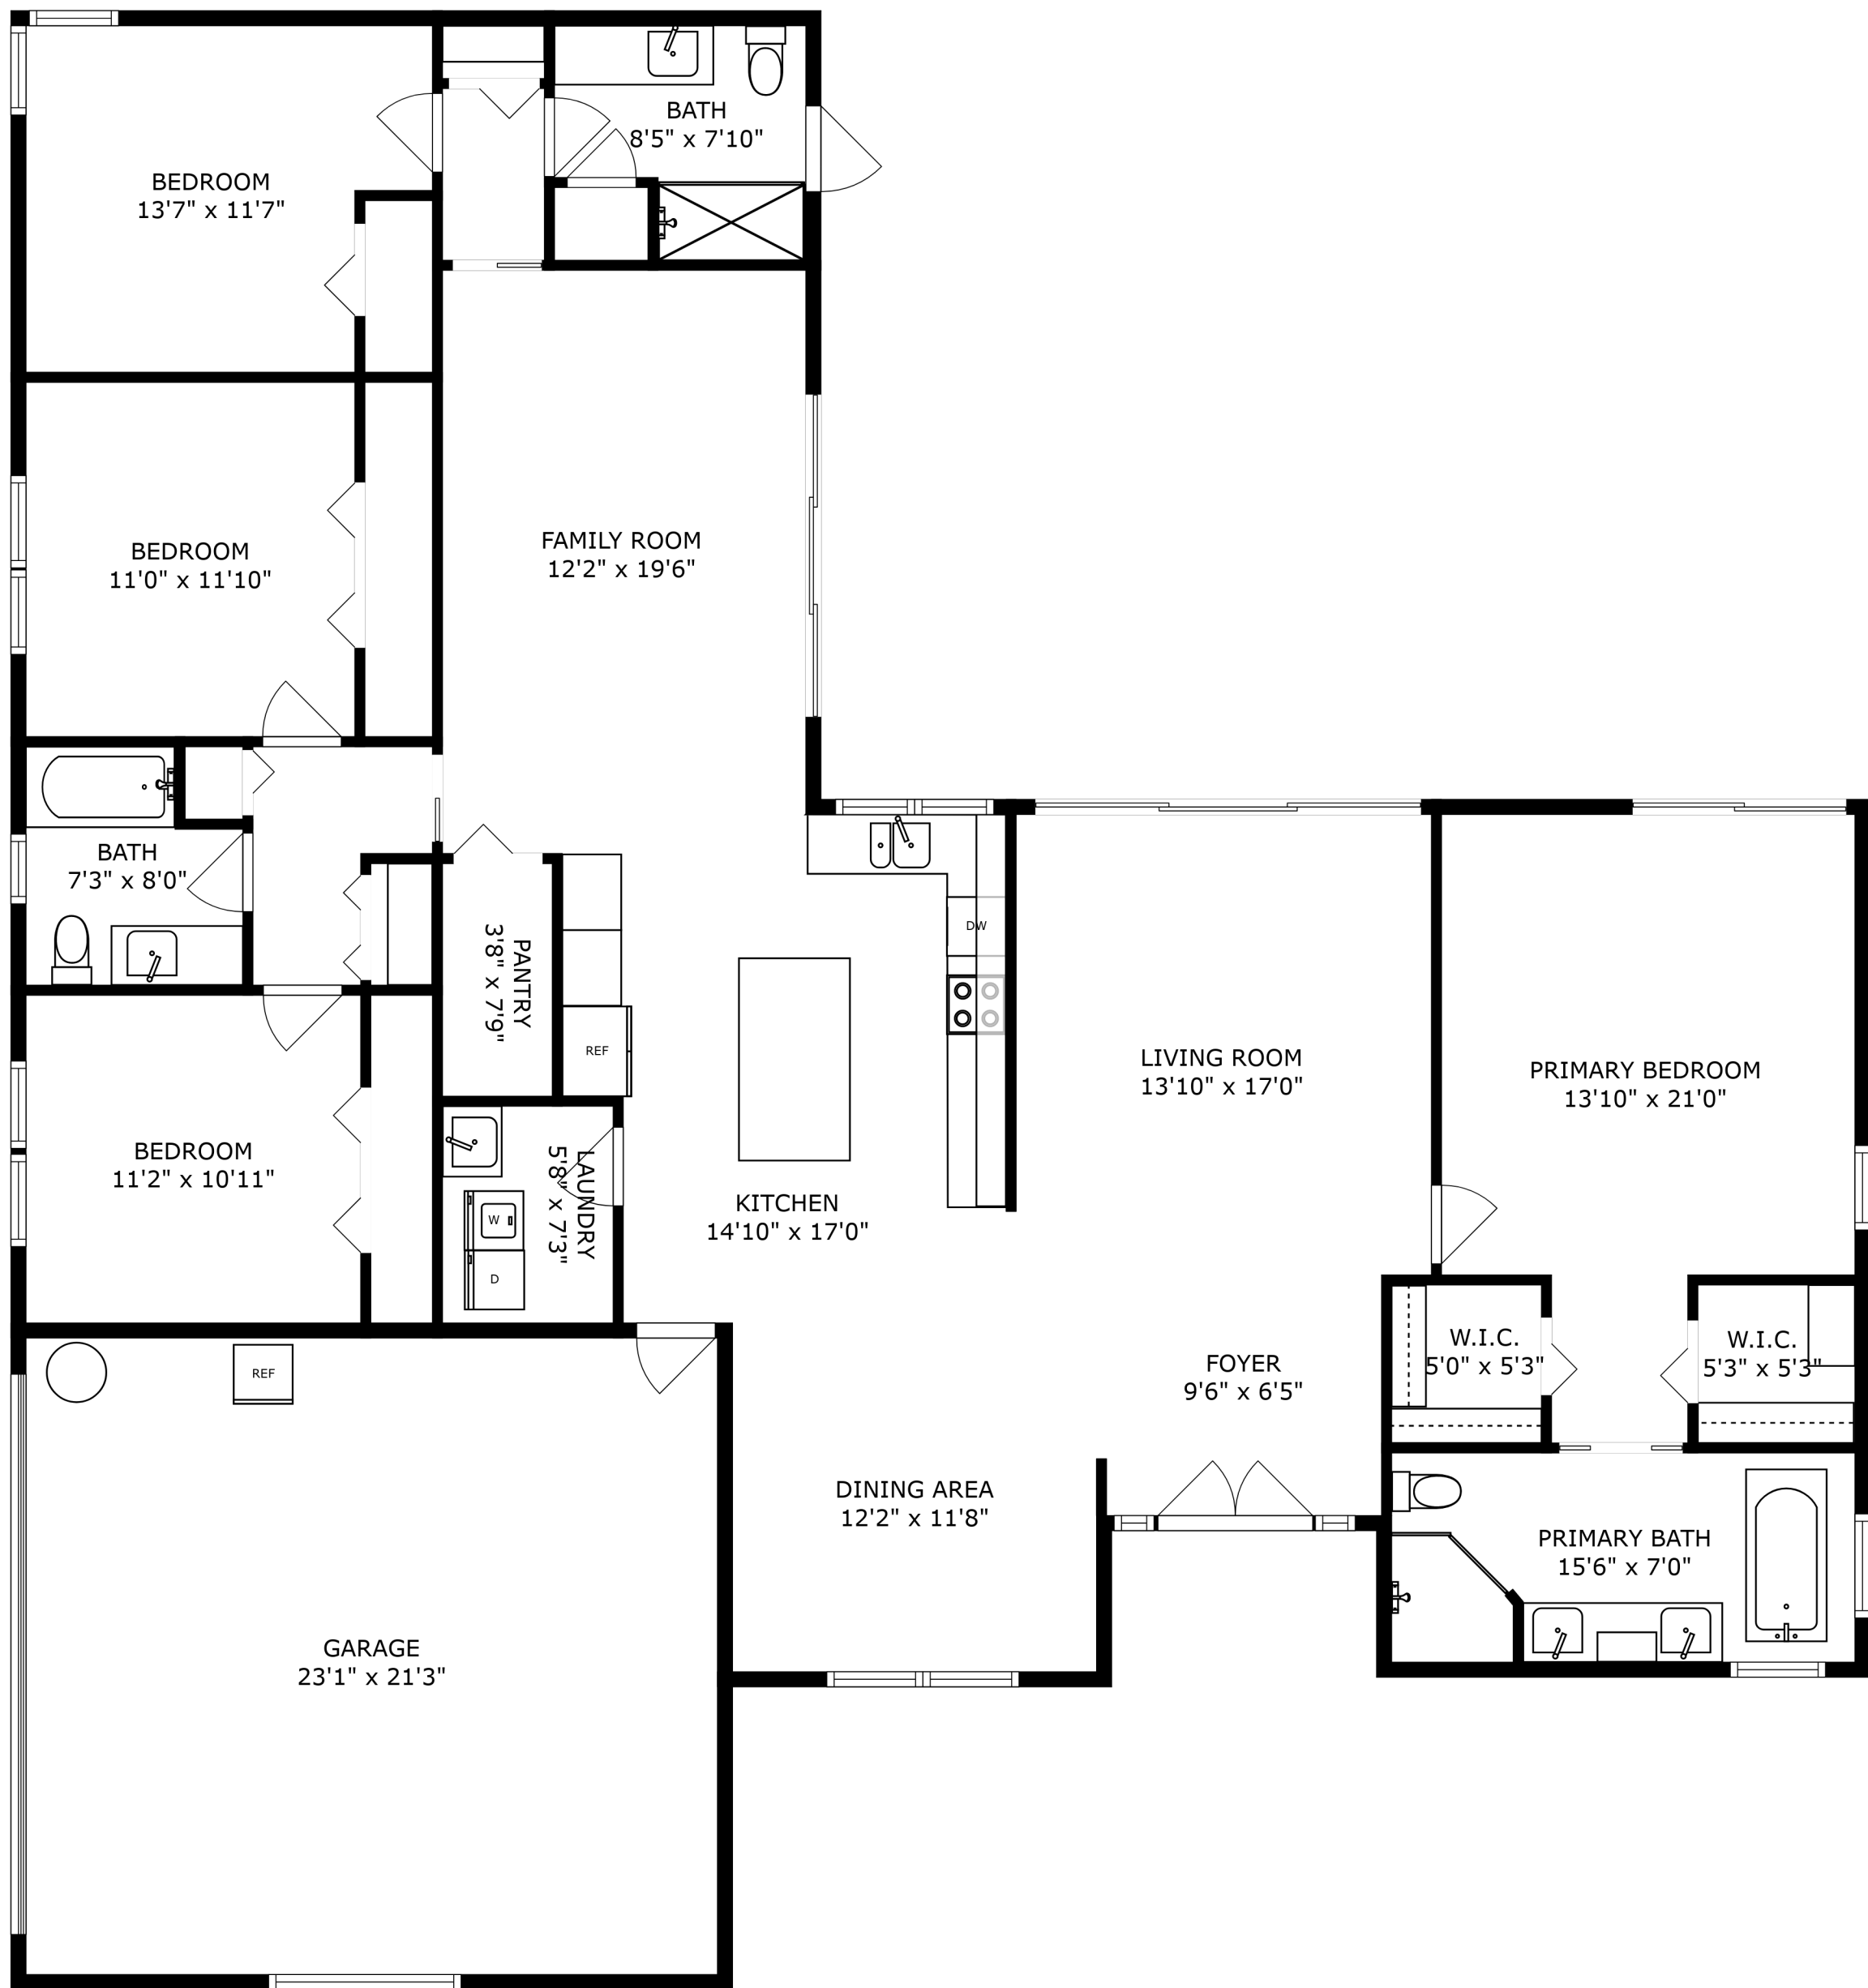 BATH
8'5" x 7'10"
BEDROOM
13'7" x 11'7"
FAMILY ROOM
12'2" x 19'6"
BEDROOM
11'0" x 11'10"
BATH
7'3" x 8'0"
DW
PANTRY
3'8" x 7'9"
REF
LIVING ROOM
13'10" x 17'0"
PRIMARY BEDROOM
13'10" x 21'0"
BEDROOM
11'2" x 10'11"
LAUNDRY
5'8" x 7'3"
W
D
KITCHEN
14'10" x 17'0"
FOYER
9'6" x 6'5"
W.I.C.
5'0" x 5'3"
W.I.C.
5'3" x 5'3"
REF
DINING AREA
12'2" x 11'8"
PRIMARY BATH
15'6" x 7'0"
GARAGE
23'1" x 21'3"